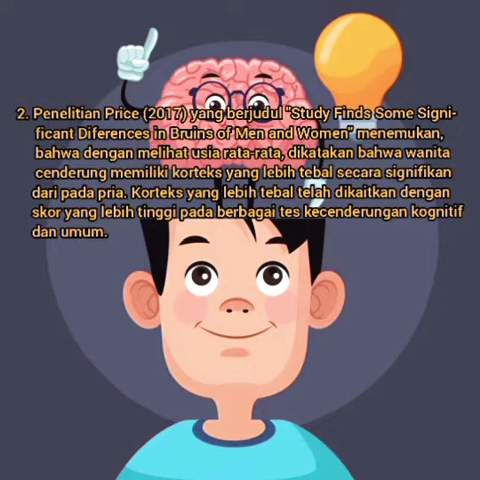 2. Penelitian Price (2017) yang berjudul "Study Finds Some Signi-
ficant Diferences in Bruins of Men and Women" menemukan,
bahwa dengan melihat usia rata-rata, dikatakan bahwa wanita
cenderung memiliki korteks yang lebih tebal secara signifikan
dari pada pria. Korteks yang lebih tebal telah dikaitkan dengan
skor yang lebih tinggi pada berbagai tes kecenderungan kognitif
dan umum.